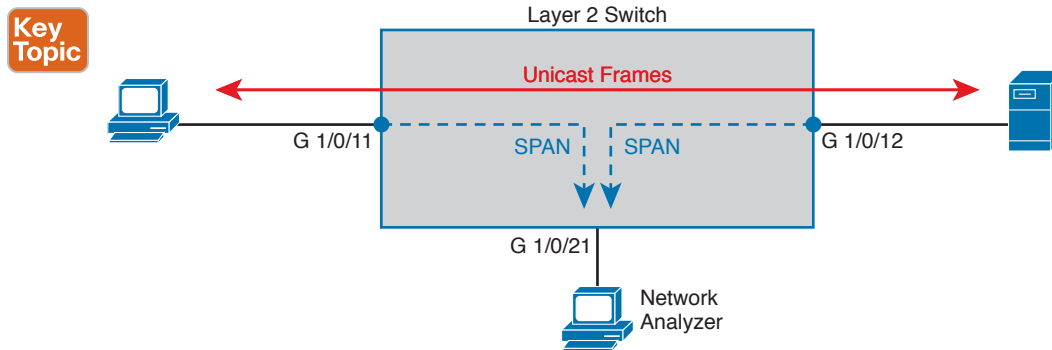 Key
Topic
Layer 2 Switch
Unicast Frames
G 1/0/11
SPAN
SPAN
G 1/0/12
G 1/0/21
Network
Analyzer